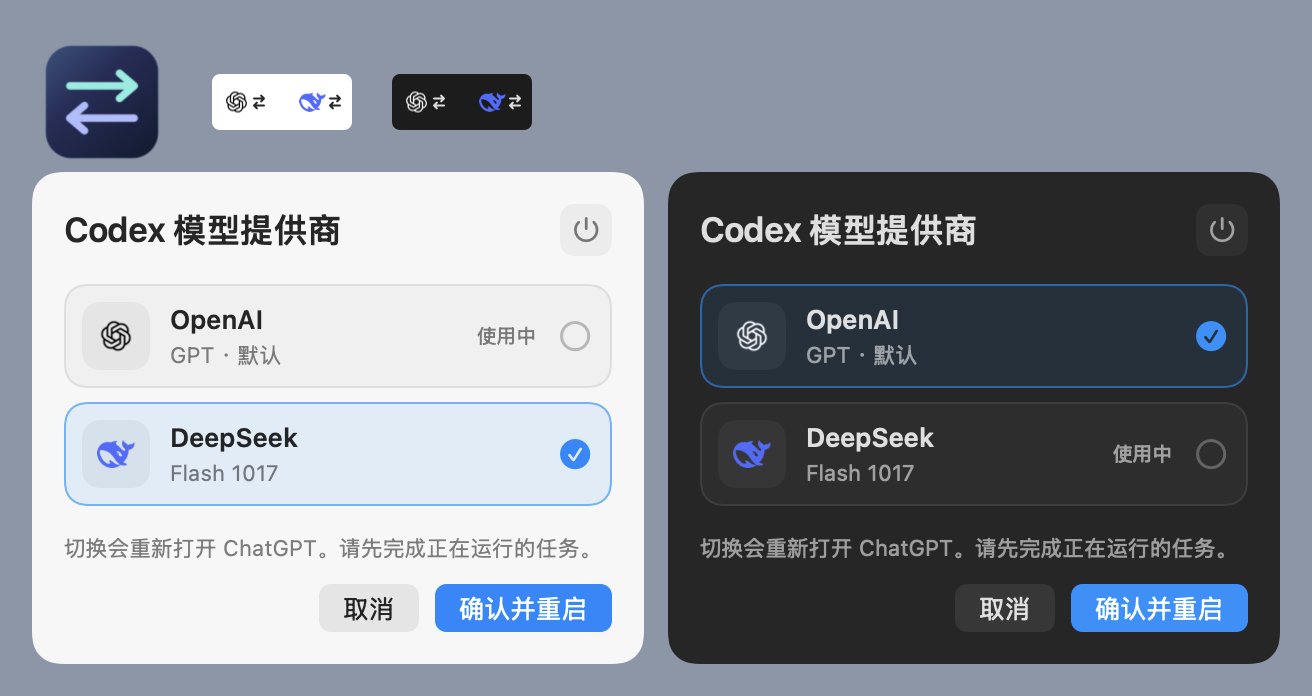 Codex 模型提供商
OpenAI
GPT · 默认
使用中
DeepSeek
Flash 1017
切换会重新打开 ChatGPT。请先完成正在运行的任务。
取消
确认并重启
Codex 模型提供商
OpenAI
GPT · 默认
DeepSeek
Flash 1017
使用中
切换会重新打开 ChatGPT。请先完成正在运行的任务。
取消
确认并重启